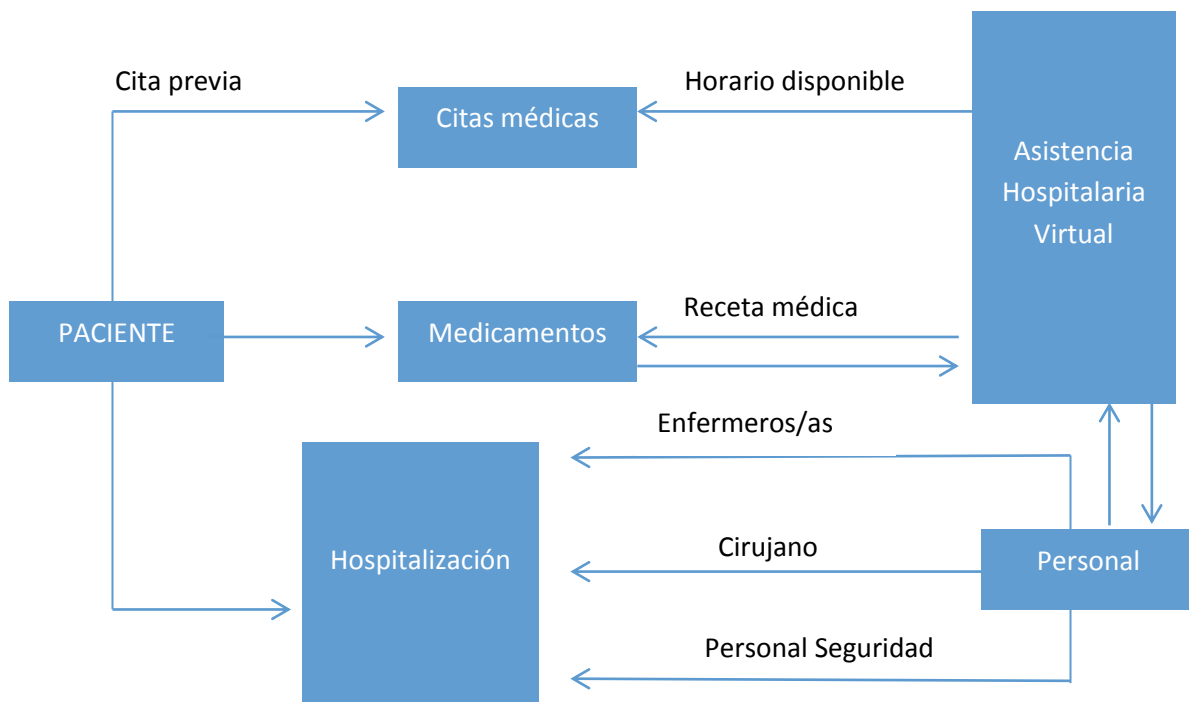 Cita previa
Horario disponible
Citas médicas
Asistencia
Hospitalaria
Virtual
PACIENTE
Medicamentos
Receta médica
Enfermeros/as
Hospitalización
Cirujano
Personal
Personal Seguridad